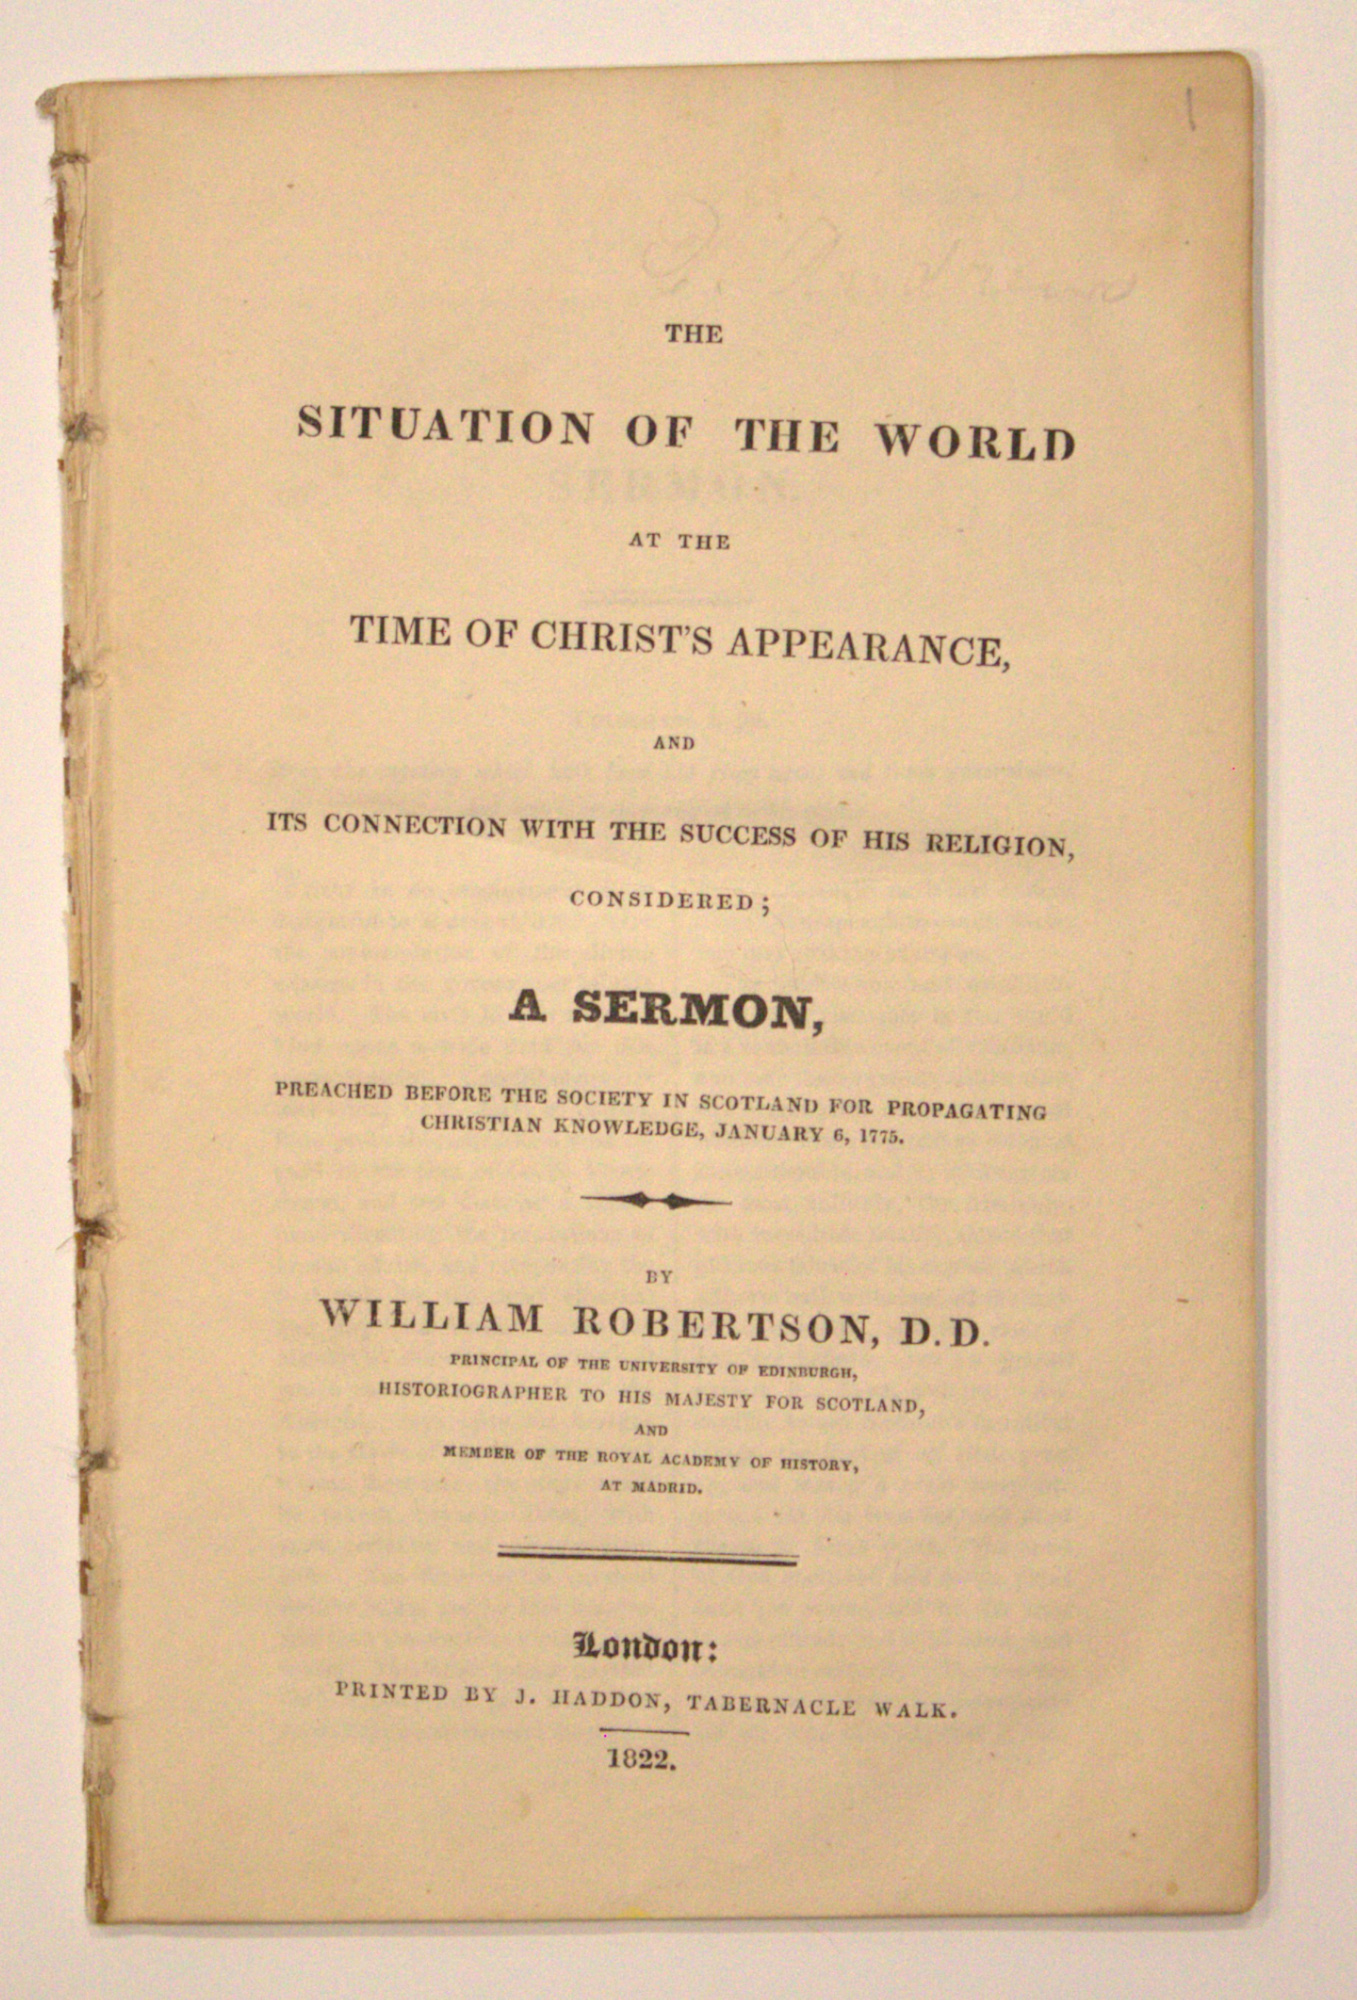 1
THE
SITUATION OF THE WORLD
AT THE
TIME OF CHRIST'S APPEARANCE,
AND
ITS CONNECTION WITH THE SUCCESS OF HIS RELIGION,
CONSIDERED;
A SERMON,
PREACHED BEFORE THE SOCIETY IN SCOTLAND FOR PROPAGATING
CHRISTIAN KNOWLEDGE, JANUARY 6, 1775.
BY
WILLIAM ROBERTSON, D.D.
PRINCIPAL OF THE UNIVERSITY OF EDINBURGH,
HISTORIOGRAPHER TO HIS MAJESTY FOR SCOTLAND,
AND
MEMBER OF THE ROYAL ACADEMY OF HISTORY,
AT MADRID.
London:
PRINTED BY J. HADDON, TABERNACLE WALK.
1822.